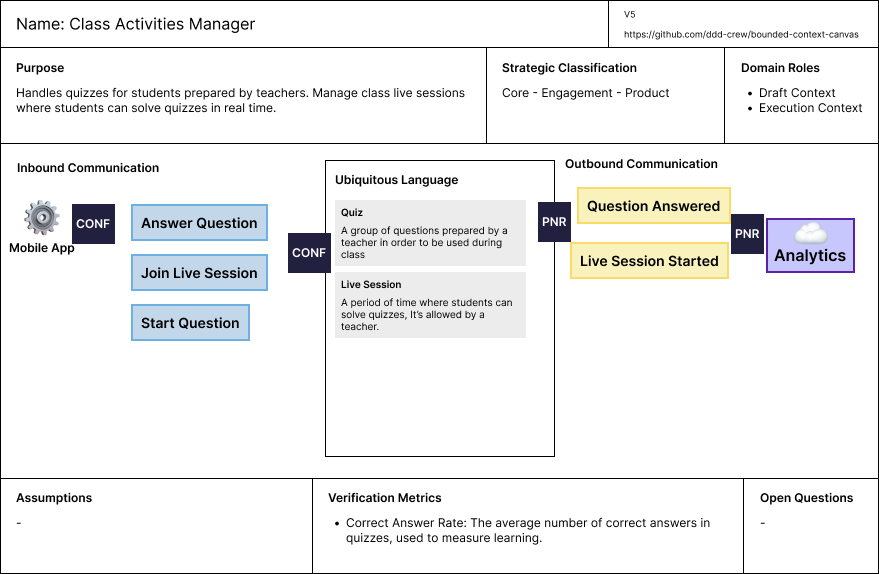 Name: Class Activities Manager
V5
https://github.com/ddd-crew/bounded-context-canvas
Purpose
Handles quizzes for students prepared by teachers. Manage class live sessions
where students can solve quizzes in real time.
Strategic Classification
Core - Engagement - Product
Domain Roles
• Draft Context
• Execution Context
Inbound Communication
Mobile App
CONF
Answer Question
Join Live Session
Start Question
CONF
Ubiquitous Language
Quiz
A group of questions prepared by a
teacher in order to be used during
class
Live Session
A period of time where students can
solve quizzes, It's allowed by a
teacher.
Outbound Communication
PNR
Question Answered
Live Session Started
PNR
Analytics
Assumptions
-
Verification Metrics
• Correct Answer Rate: The average number of correct answers in
quizzes, used to measure learning.
Open Questions
-